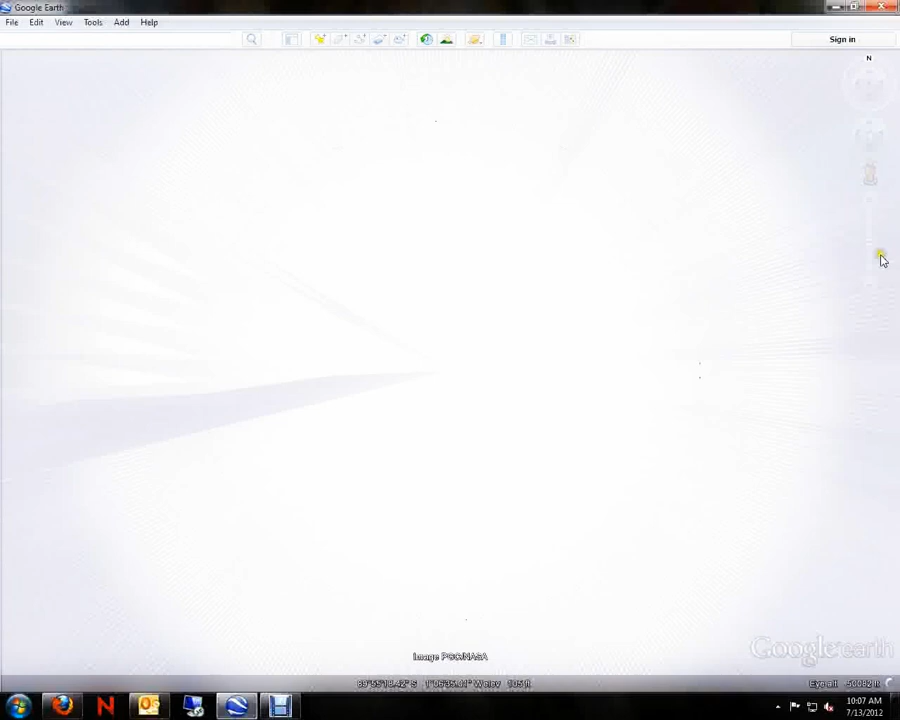 Google Earth
File Edit View Tools Add Help
Sign in
N
Image PGC/NASA
Google earth
Eye alt
10:07 AM
7/13/2012